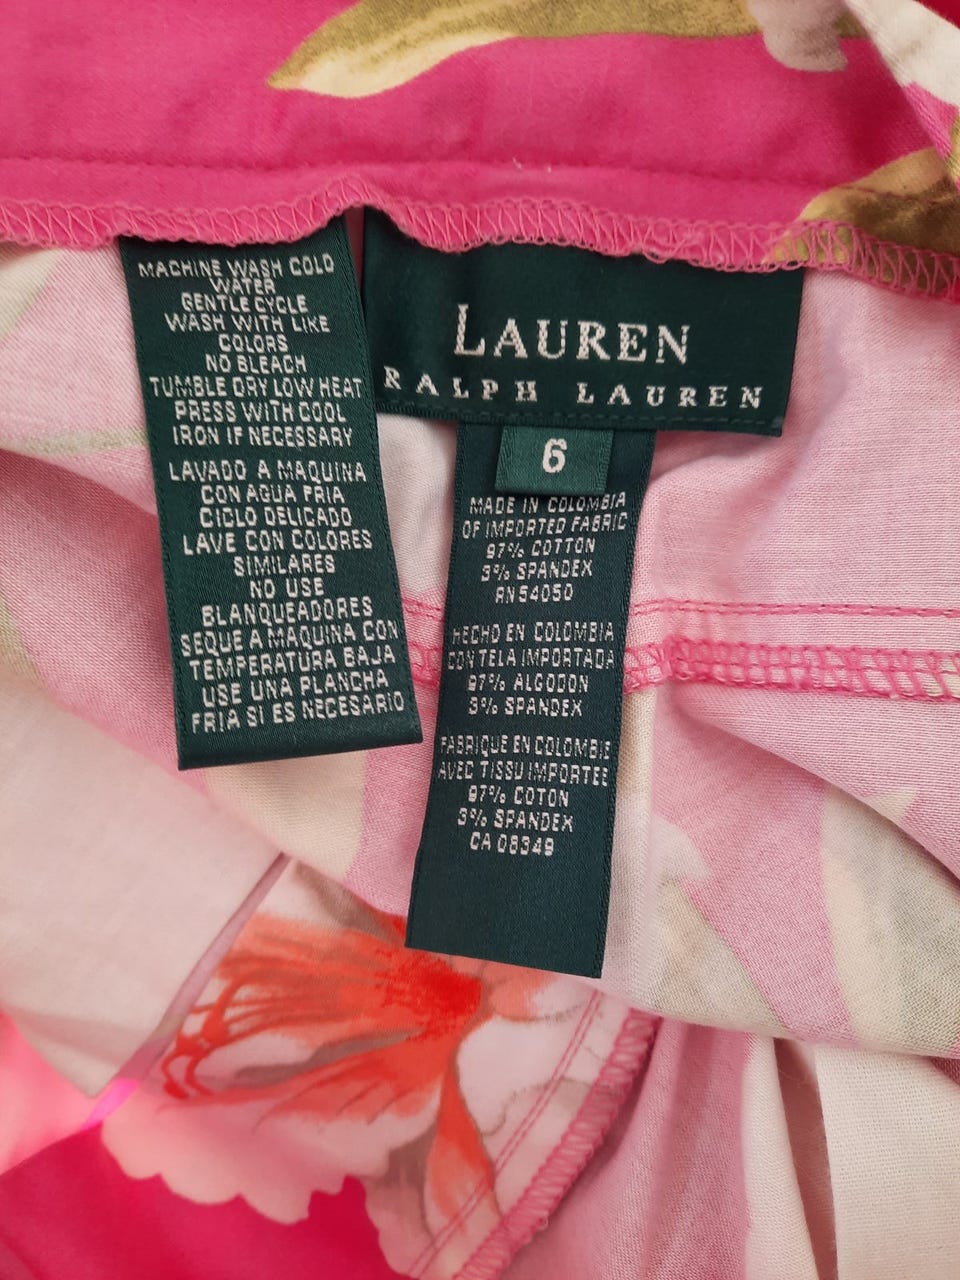 MACHINE WASH COLD
WATER
GENTLE CYCLE
WASH WITH LIKE
COLORS
NO BLEACH
TUMBLE DRY LOW HEAT
PRESS WITH COOL
IRON IF NECESSARY
LAVADO A MAQUINA
CON AGUA FRIA
CICLO DELICADO
LAVE CON COLORES
SIMILARES
NO USE
BLANQUEADORES
SEQUE A MAQUINA CON
TEMPERATURA BAJA
USE UNA PLANCHA
FRIA SI ES NECESARIO
LAUREN
RALPH LAUREN
6
MADE IN COLOMBIA
OF IMPORTED FABRIC
97% COTTON
3% SPANDEX
RN 54050
HECHO EN COLOMBIA
CON TELA IMPORTADA
97% ALGODON
3% SPANDEX
FABRIQUE EN COLOMBIE
AVEC TISSU IMPORTEE
97% COTON
3% SPANDEX
CA 08349